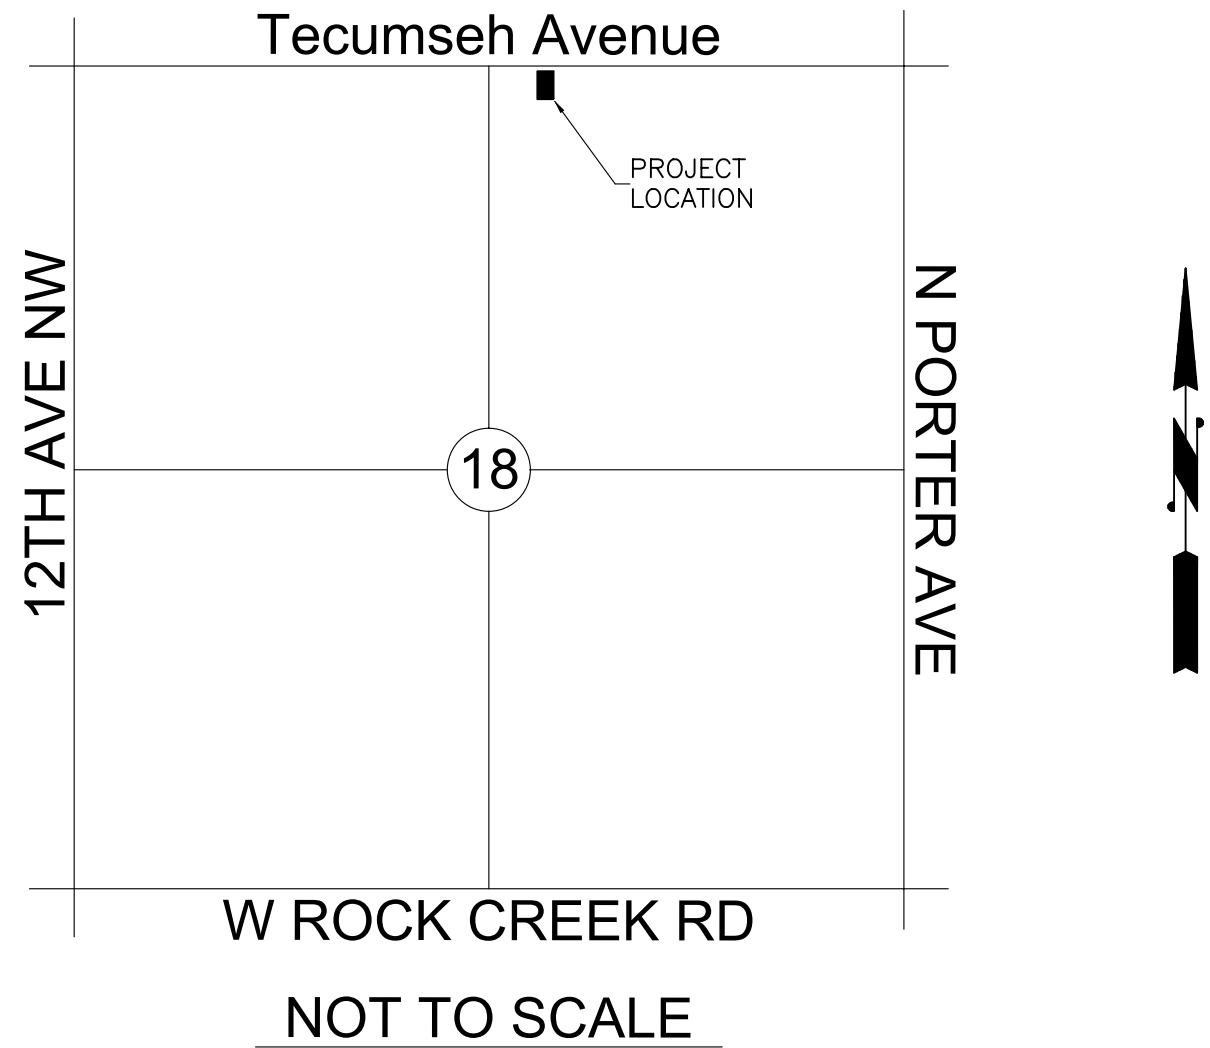 Tecumseh Avenue
PROJECT
LOCATION
12TH AVE NW
N PORTER AVE
18
N
W ROCK CREEK RD
NOT TO SCALE